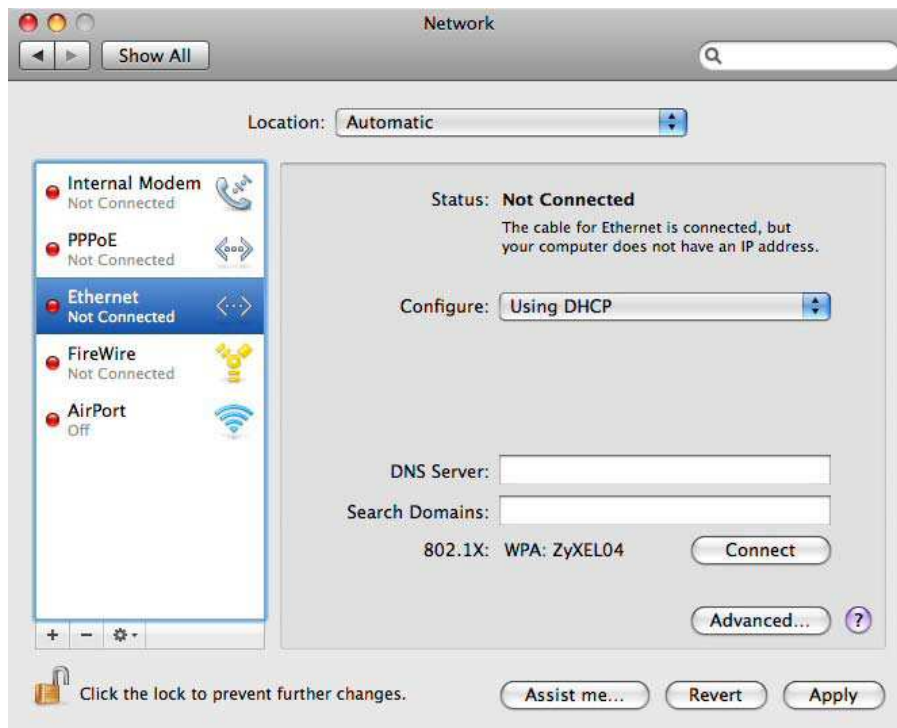 Network
Show All
Location: Automatic
Internal Modem
Not Connected
PPPoE
Not Connected
Ethernet
Not Connected
FireWire
Not Connected
AirPort
Off
Status: Not Connected
The cable for Ethernet is connected, but
your computer does not have an IP address.
Configure: Using DHCP
DNS Server:
Search Domains:
802.1X: WPA: ZyXEL04 Connect
Advanced... ?
+ −
Click the lock to prevent further changes.
Assist me... Revert Apply